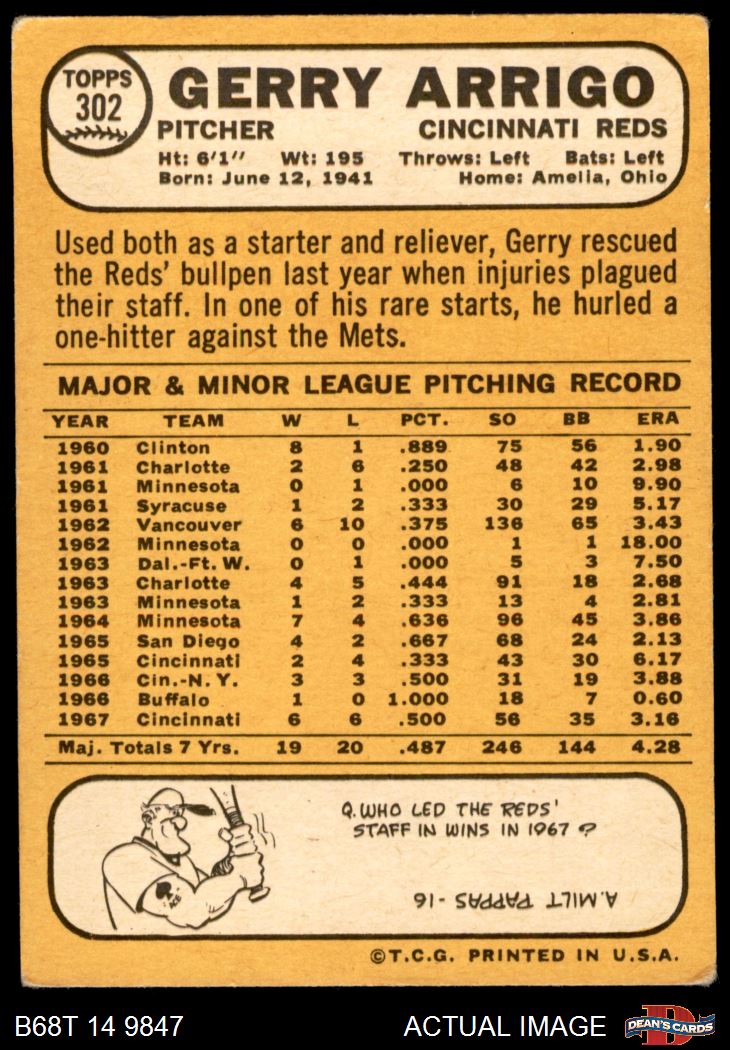 TOPPS
302
GERRY ARRIGO
PITCHER CINCINNATI REDS
Ht: 6'1" Wt: 195 Throws: Left Bats: Left
Born: June 12, 1941 Home: Amelia, Ohio
Used both as a starter and reliever, Gerry rescued
the Reds' bullpen last year when injuries plagued
their staff. In one of his rare starts, he hurled a
one-hitter against the Mets.
MAJOR & MINOR LEAGUE PITCHING RECORD
YEAR TEAM W L PCT. SO BB ERA
1960 Clinton 8 1 .889 75 56 1.90
1961 Charlotte 2 6 .250 48 42 2.98
1961 Minnesota 0 1 .000 6 10 9.90
1961 Syracuse 1 2 .333 30 29 5.17
1962 Vancouver 6 10 .375 136 65 3.43
1962 Minnesota 0 0 .000 1 1 18.00
1963 Dal.-Ft. W. 0 1 .000 5 3 7.50
1963 Charlotte 4 5 .444 91 18 2.68
1963 Minnesota 1 2 .333 13 4 2.81
1964 Minnesota 7 4 .636 96 45 3.86
1965 San Diego 4 2 .667 68 24 2.13
1965 Cincinnati 2 4 .333 43 30 6.17
1966 Cin.-N. Y. 3 3 .500 31 19 3.88
1966 Buffalo 1 0 1.000 18 7 0.60
1967 Cincinnati 6 6 .500 56 35 3.16
Maj. Totals 7 Yrs. 19 20 .487 246 144 4.28
Q. WHO LED THE REDS'
STAFF IN WINS IN 1967 ?
ACE
A. MILT PAPPAS - 16
©T.C.G. PRINTED IN U.S.A.
B68T 14 9847 ACTUAL IMAGE D DEAN'S CARDS